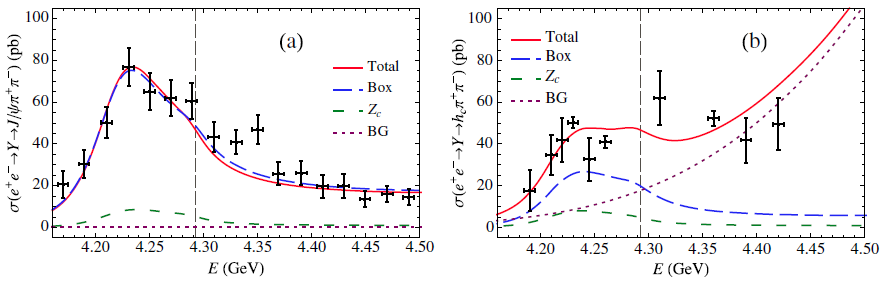 σ(e⁺e⁻→Y→J/ψπ⁺π⁻) (pb)
100
80
60
40
20
0
(a)
Total
Box
Z_c
BG
4.20 4.25 4.30 4.35 4.40 4.45 4.50
E (GeV)
σ(e⁺e⁻→Y→h_cπ⁺π⁻) (pb)
100
80
60
40
20
0
(b)
Total
Box
Z_c
BG
4.20 4.25 4.30 4.35 4.40 4.45 4.50
E (GeV)